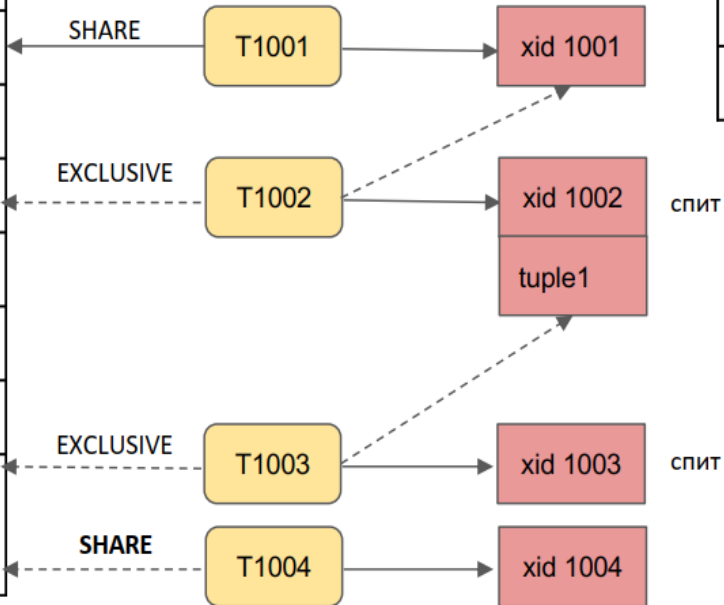 SHARE T1001 xid 1001
EXCLUSIVE T1002 xid 1002 спит
tuple1
EXCLUSIVE T1003 xid 1003 спит
SHARE T1004 xid 1004